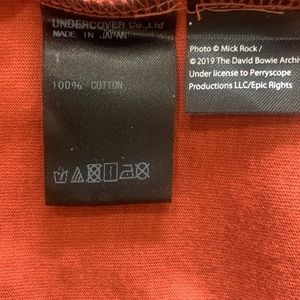 UNDERCOVER Co.,Ltd
MADE IN JAPAN
1
100% COTTON
Photo © Mick Rock /
© 2019 The David Bowie Archi
Under license to Perryscope
Productions LLC/Epic Rights